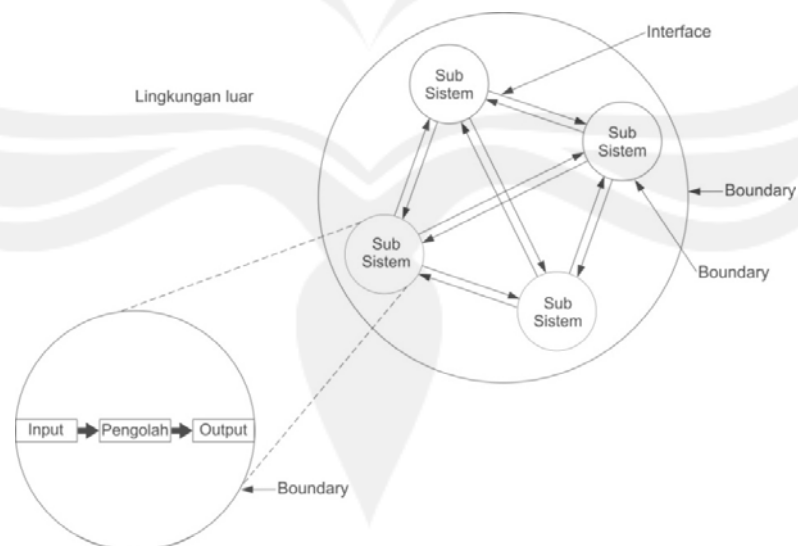 Interface
Sub
Sistem
Lingkungan luar
Sub
Sistem
Boundary
Sub
Sistem
Boundary
Sub
Sistem
Input
Pengolah
Output
Boundary